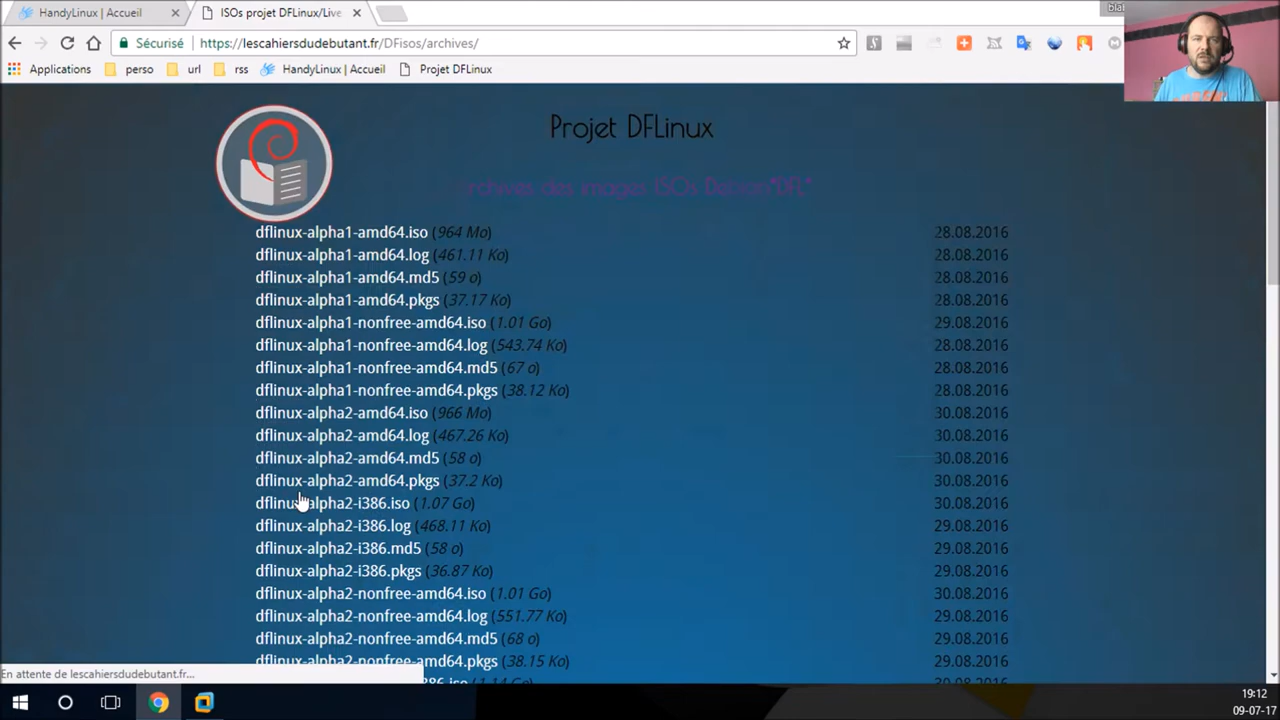 HandyLinux | Accueil
ISOs projet DFLinux/Live
Sécurisé
https://lescahiersdudebutant.fr/DFisos/archives/
Applications
perso
url
rss
HandyLinux | Accueil
Projet DFLinux
Projet DFLinux
Archives des images ISOs Debian*DFL*
dflinux-alpha1-amd64.iso (964 Mo) 28.08.2016
dflinux-alpha1-amd64.log (461.11 Ko) 28.08.2016
dflinux-alpha1-amd64.md5 (59 o) 28.08.2016
dflinux-alpha1-amd64.pkgs (37.17 Ko) 28.08.2016
dflinux-alpha1-nonfree-amd64.iso (1.01 Go) 29.08.2016
dflinux-alpha1-nonfree-amd64.log (543.74 Ko) 28.08.2016
dflinux-alpha1-nonfree-amd64.md5 (67 o) 28.08.2016
dflinux-alpha1-nonfree-amd64.pkgs (38.12 Ko) 28.08.2016
dflinux-alpha2-amd64.iso (966 Mo) 30.08.2016
dflinux-alpha2-amd64.log (467.26 Ko) 30.08.2016
dflinux-alpha2-amd64.md5 (58 o) 30.08.2016
dflinux-alpha2-amd64.pkgs (37.2 Ko) 30.08.2016
dflinux-alpha2-i386.iso (1.07 Go) 30.08.2016
dflinux-alpha2-i386.log (468.11 Ko) 29.08.2016
dflinux-alpha2-i386.md5 (58 o) 29.08.2016
dflinux-alpha2-i386.pkgs (36.87 Ko) 29.08.2016
dflinux-alpha2-nonfree-amd64.iso (1.01 Go) 30.08.2016
dflinux-alpha2-nonfree-amd64.log (551.77 Ko) 29.08.2016
dflinux-alpha2-nonfree-amd64.md5 (68 o) 29.08.2016
dflinux-alpha2-nonfree-amd64.pkgs (38.15 Ko) 29.08.2016
En attente de lescahiersdudebutant.fr...
19:12
09-07-17